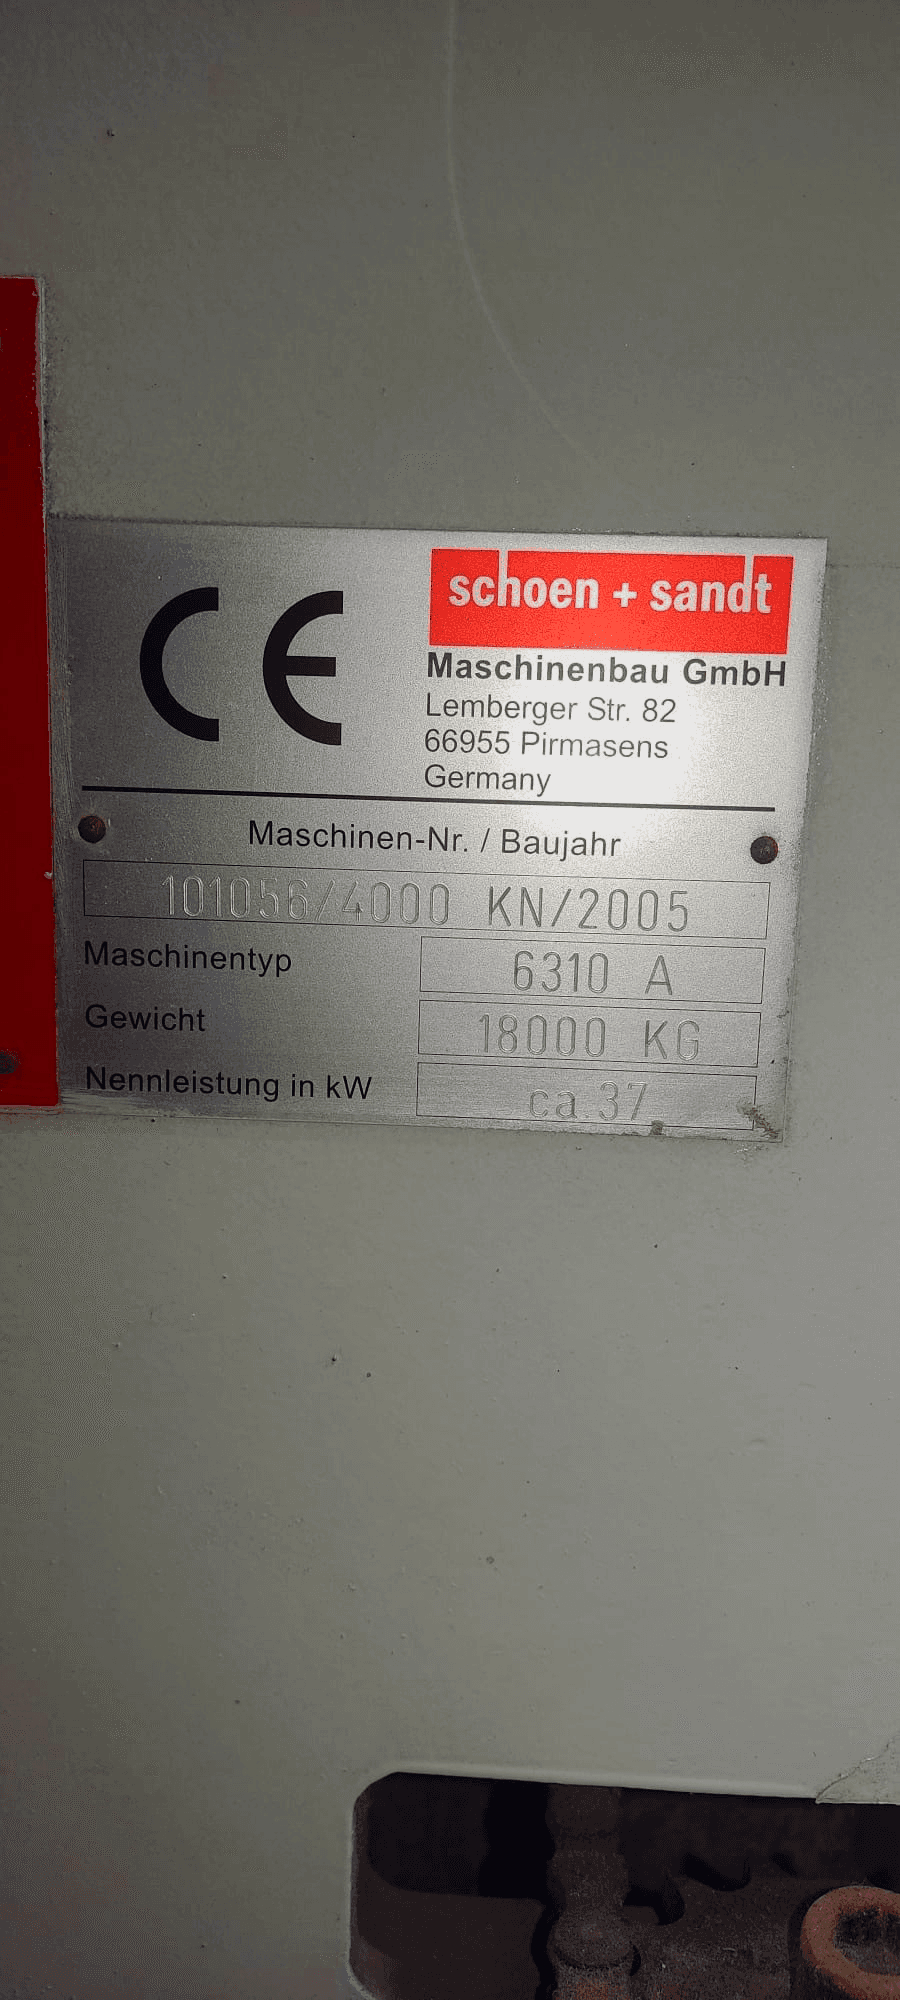 CE
schoen + sandt
Maschinenbau GmbH
Lemberger Str. 82
66955 Pirmasens
Germany
Maschinen-Nr. / Baujahr
101056/4000 KN/2005
Maschinentyp 6310 A
Gewicht 18000 KG
Nennleistung in kW ca.37